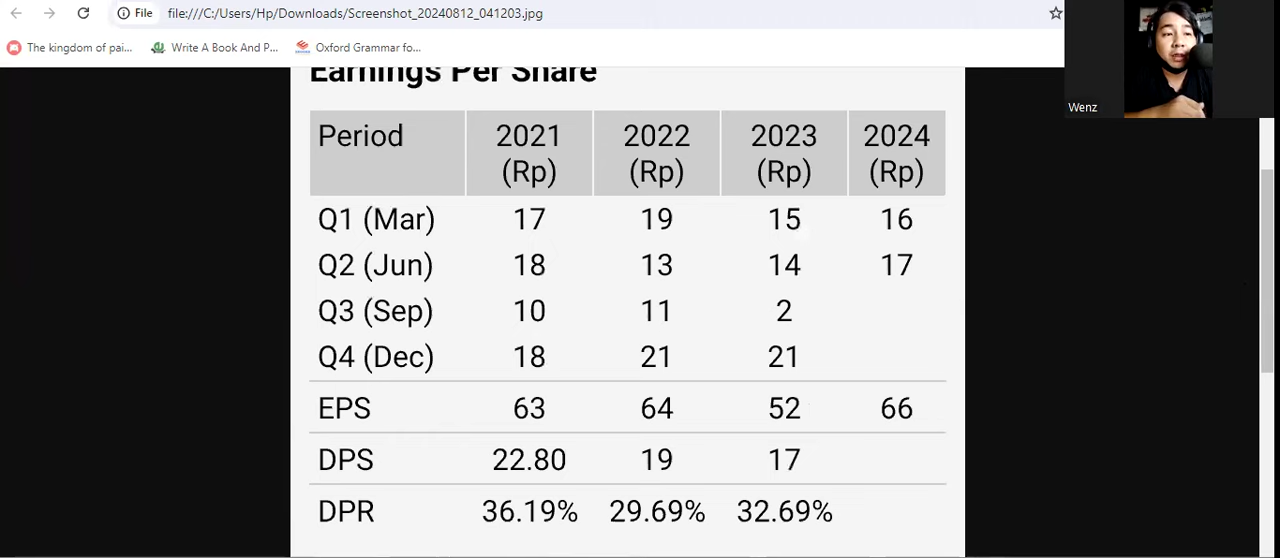 File
file:///C:/Users/Hp/Downloads/Screenshot_20240812_041203.jpg
The kingdom of pai... Write A Book And P... Oxford Grammar fo...
Wenz
Earnings Per Share
Period 2021 (Rp) 2022 (Rp) 2023 (Rp) 2024 (Rp)
Q1 (Mar) 17 19 15 16
Q2 (Jun) 18 13 14 17
Q3 (Sep) 10 11 2
Q4 (Dec) 18 21 21
EPS 63 64 52 66
DPS 22.80 19 17
DPR 36.19% 29.69% 32.69%